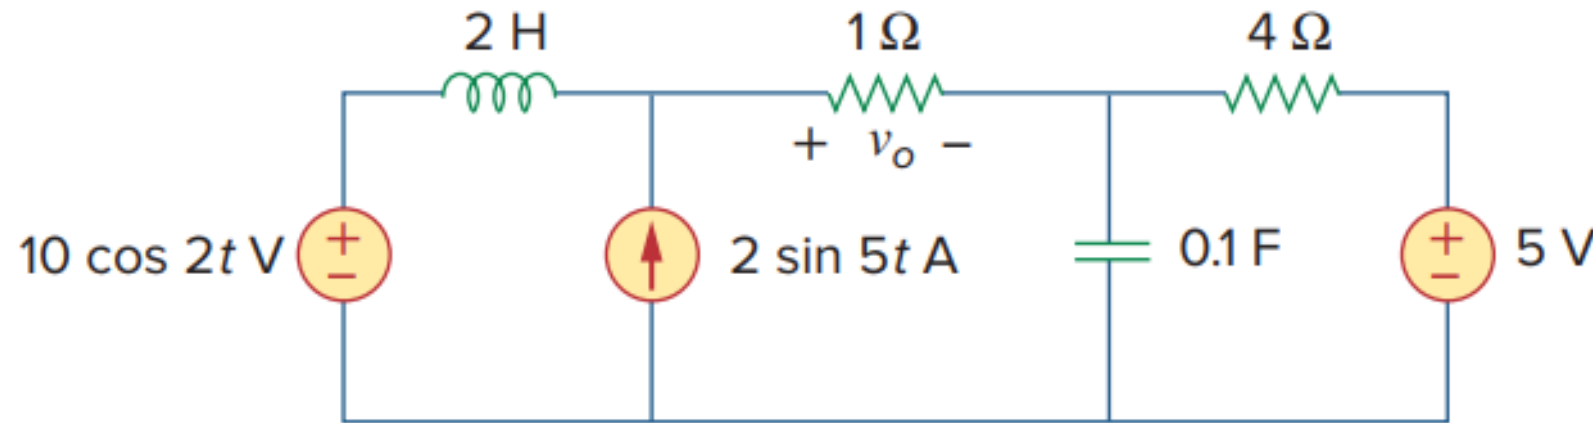 2 H 1 Ω 4 Ω
+ vₒ −
10 cos 2t V + − 2 sin 5t A 0.1 F + − 5 V